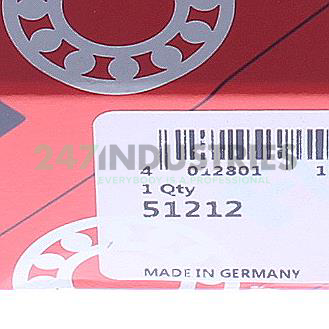 247INDUSTRIES
EVERYBODY IS A PROFESSIONAL
4 012801 1
1 Qty
51212
MADE IN GERMANY